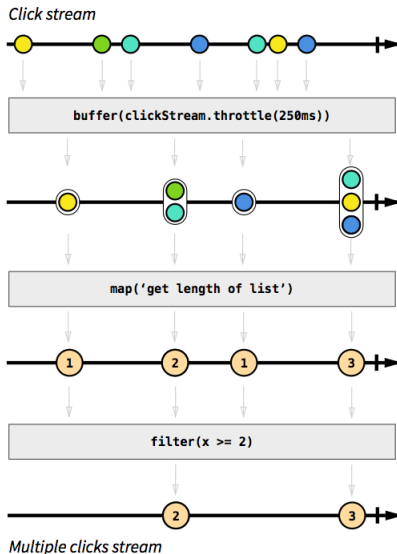 Click stream
buffer(clickStream.throttle(250ms))
map(‘get length of list’)
1 2 1 3
filter(x >= 2)
2 3
Multiple clicks stream